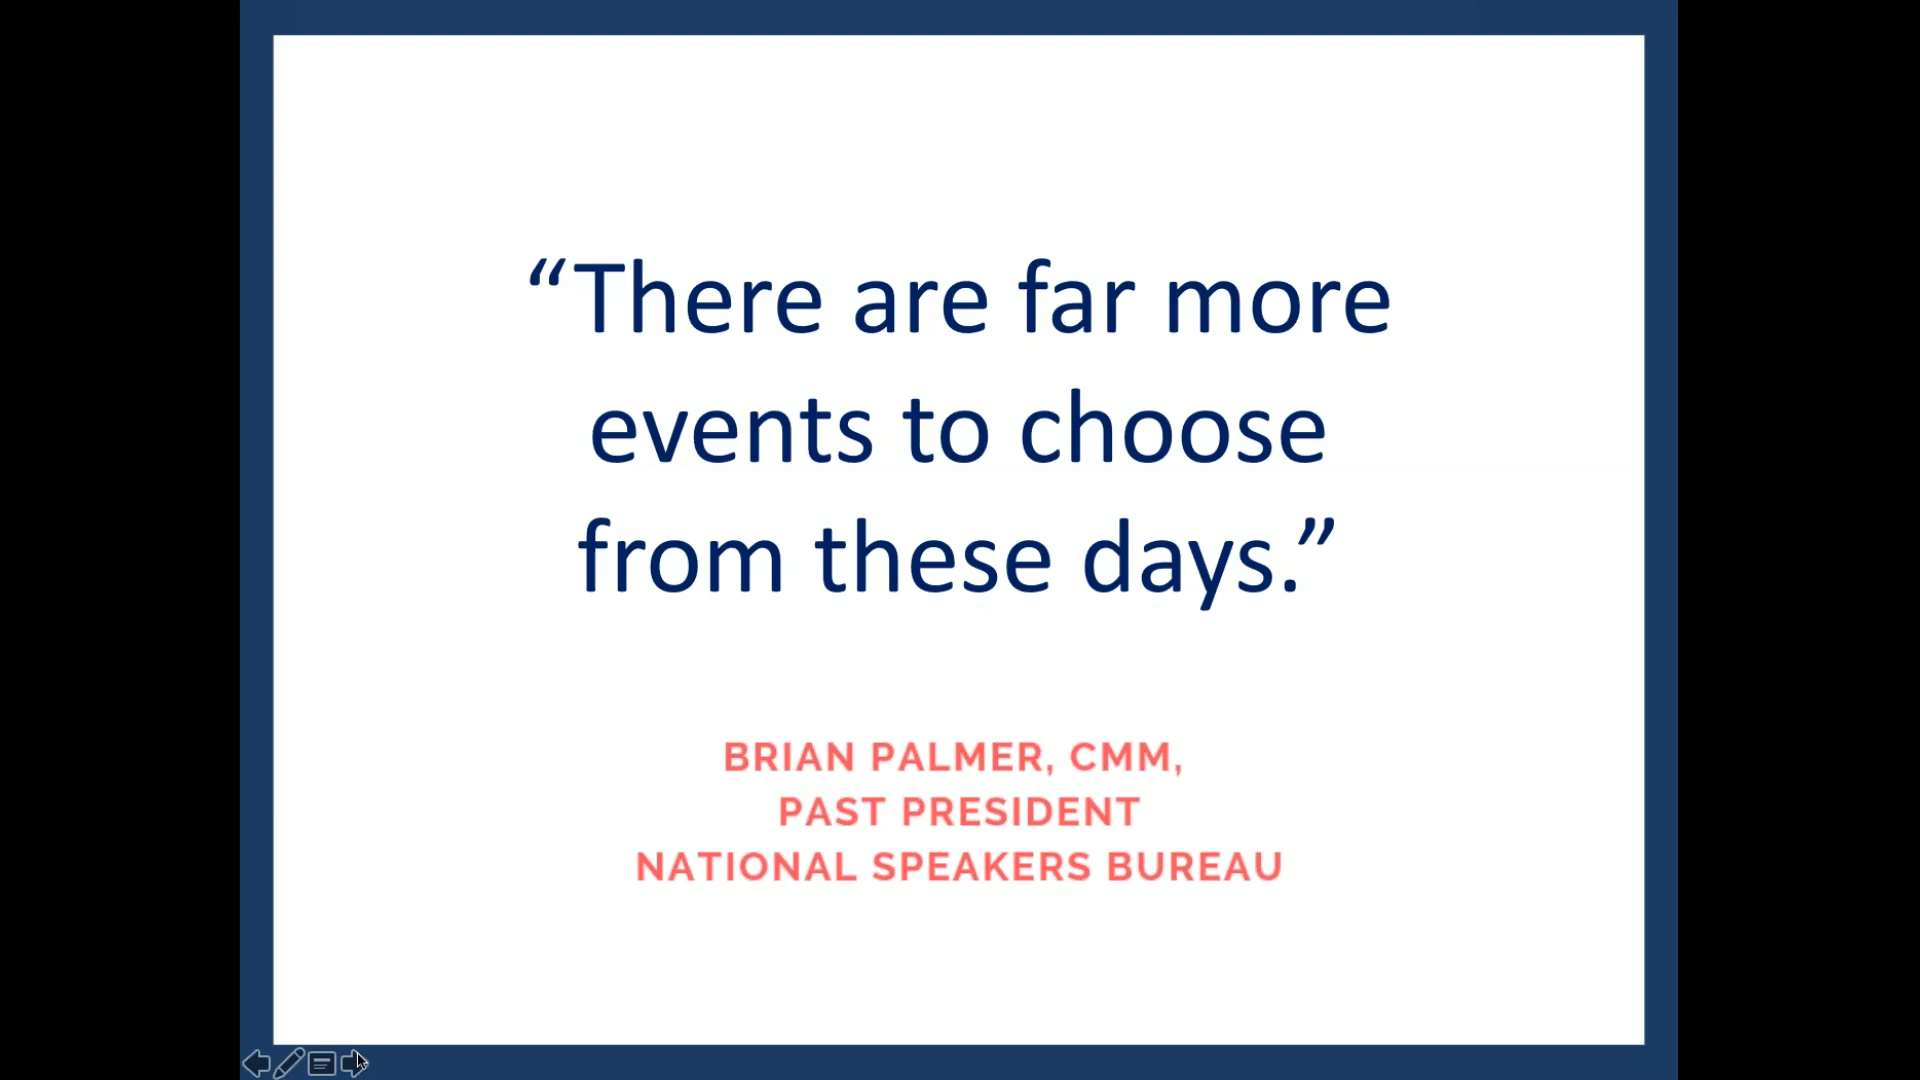 “There are far more
events to choose
from these days.”
BRIAN PALMER, CMM,
PAST PRESIDENT
NATIONAL SPEAKERS BUREAU